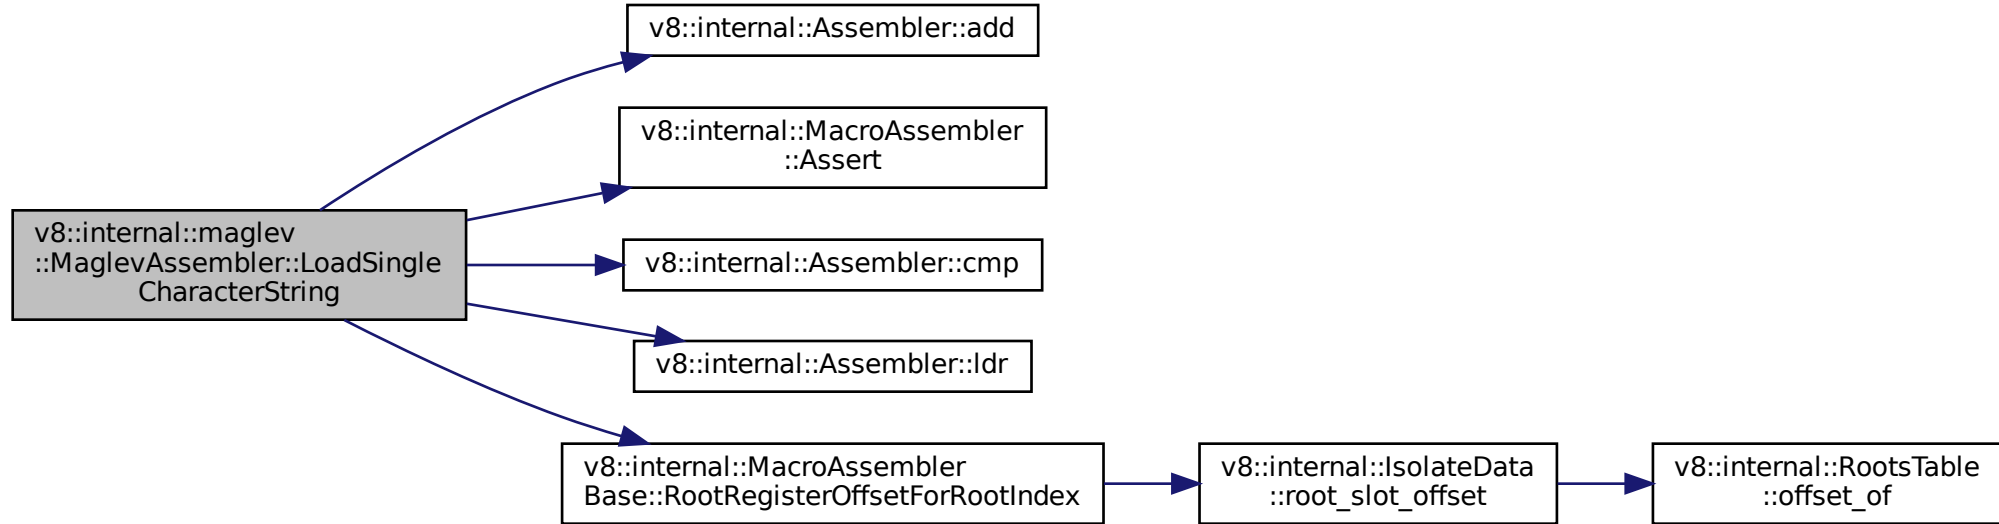 v8::internal::Assembler::add
v8::internal::MacroAssembler
::Assert
v8::internal::maglev
::MaglevAssembler::LoadSingle
CharacterString
v8::internal::Assembler::cmp
v8::internal::Assembler::ldr
v8::internal::MacroAssembler
Base::RootRegisterOffsetForRootIndex
v8::internal::IsolateData
::root_slot_offset
v8::internal::RootsTable
::offset_of